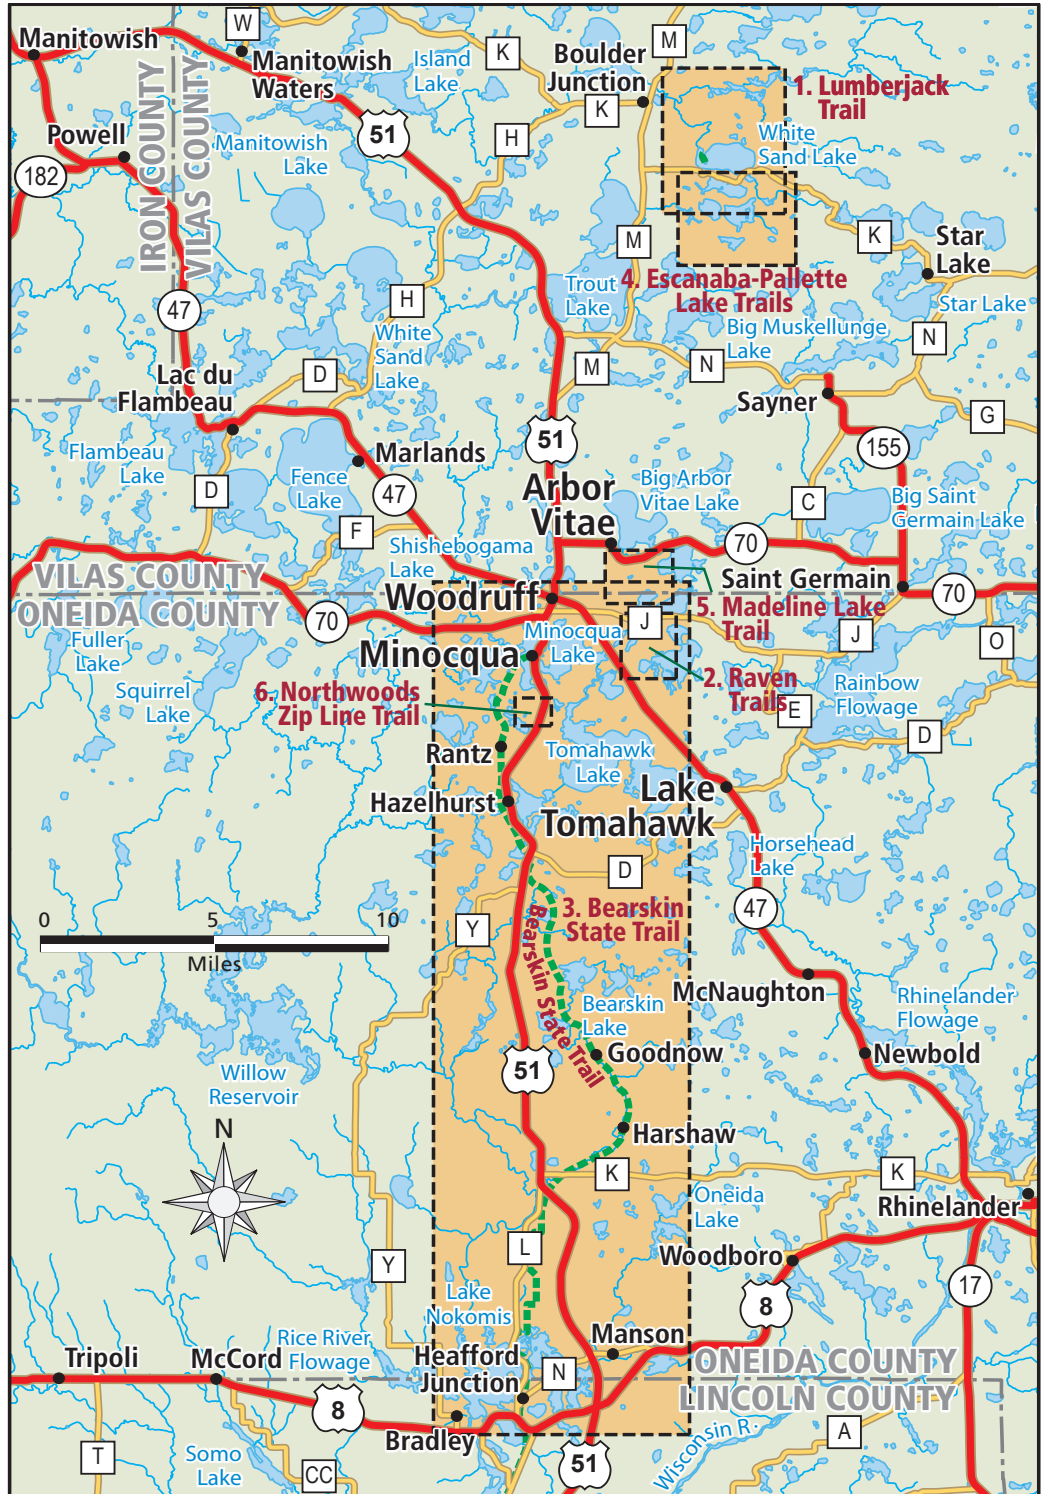 W
M
Manitowish
K
Boulder
Junction
Island
Lake
Manitowish
Waters
1. Lumberjack
Trail
IRON COUNTY
VILAS COUNTY
K
51
H
Powell
Manitowish
Lake
White
Sand Lake
182
M
K
Star
Lake
4. Escanaba-Pallette
Lake Trails
Trout
Lake
H
47
Star Lake
White
Sand
Lake
Big Muskellunge
Lake
N
M
N
D
Lac du
Flambeau
Sayner
G
51
155
Flambeau
Lake
Marlands
Fence
Lake
D
47
Arbor
Vitae
Big Arbor
Vitae Lake
C
Big Saint
Germain Lake
F
Shishebogama
Lake
70
VILAS COUNTY
ONEIDA COUNTY
Saint Germain
Woodruff
70
5. Madeline Lake
Trail
70
J
J
O
Fuller
Lake
Minocqua
Lake
Minocqua
2. Raven
Trails
Squirrel
Lake
6. Northwoods
Zip Line Trail
Rainbow
Flowage
E
D
Rantz
Tomahawk
Lake
Lake
Tomahawk
Hazelhurst
Horsehead
Lake
D
0
5
10
Miles
Y
3. Bearskin
State Trail
47
Bearskin State Trail
McNaughton
Bearskin
Lake
Rhinelander
Flowage
Goodnow
Newbold
Willow
Reservoir
51
N
Harshaw
K
K
Oneida
Lake
Rhinelander
L
Y
Woodboro
Lake
Nokomis
8
17
Rice River
Flowage
Manson
Tripoli
McCord
Heafford
Junction
N
ONEIDA COUNTY
LINCOLN COUNTY
8
Bradley
A
Wisconsin R.
T
Somo
Lake
CC
51